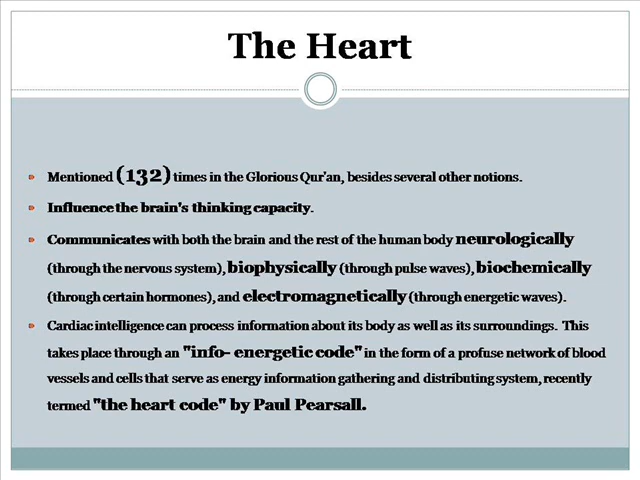 The Heart
Mentioned (132) times in the Glorious Qur'an, besides several other notions.
Influence the brain's thinking capacity.
Communicates with both the brain and the rest of the human body neurologically
(through the nervous system), biophysically (through pulse waves), biochemically
(through certain hormones), and electromagnetically (through energetic waves).
Cardiac intelligence can process information about its body as well as its surroundings. This
takes place through an "info- energetic code" in the form of a profuse network of blood
vessels and cells that serve as energy information gathering and distributing system, recently
termed "the heart code" by Paul Pearsall.